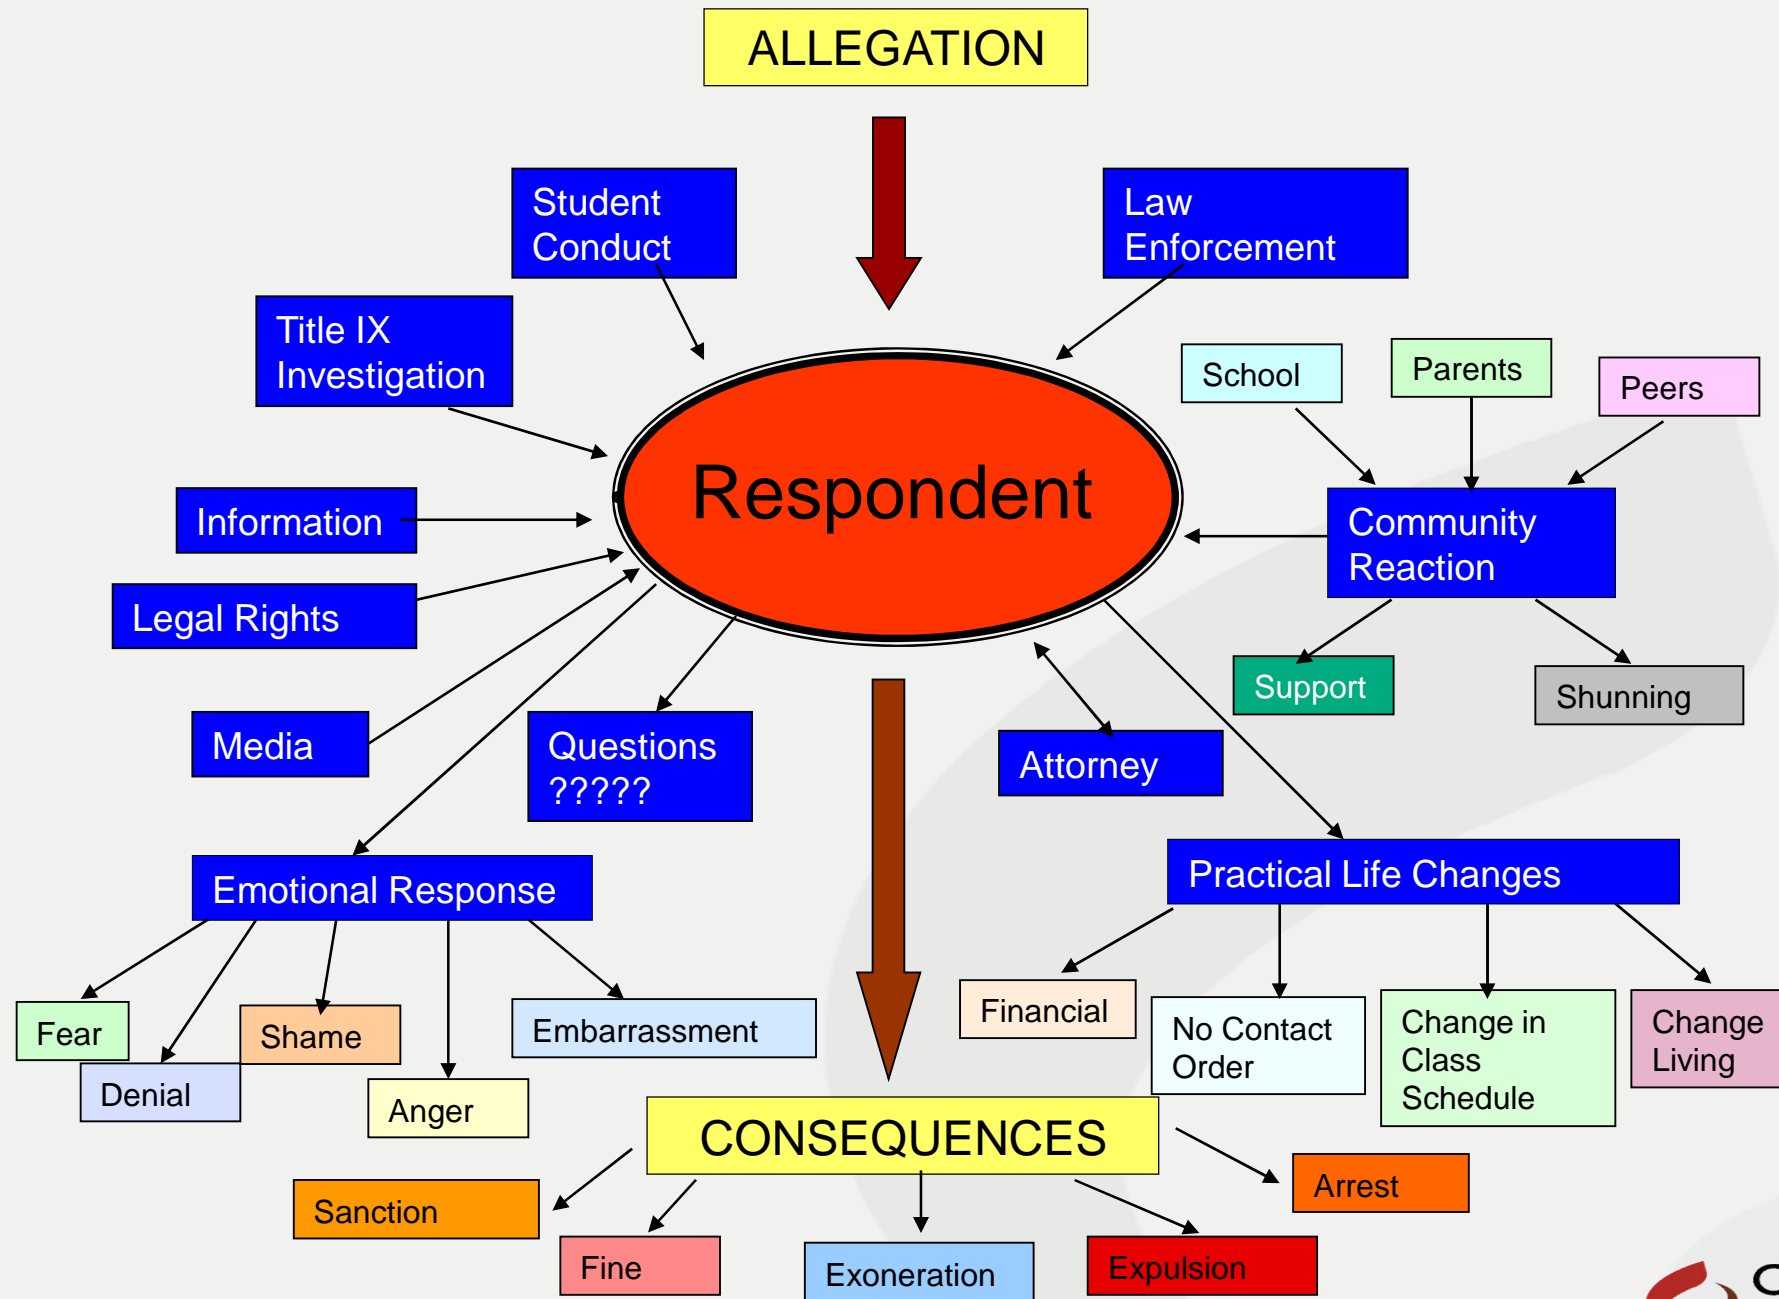 ALLEGATION
Student
Conduct
Law
Enforcement
Title IX
Investigation
School
Parents
Peers
Respondent
Information
Community
Reaction
Legal Rights
Support
Shunning
Media
Questions
?????
Attorney
Emotional Response
Practical Life Changes
Fear
Denial
Shame
Anger
Embarrassment
Financial
No Contact
Order
Change in
Class
Schedule
Change
Living
CONSEQUENCES
Sanction
Fine
Exoneration
Expulsion
Arrest